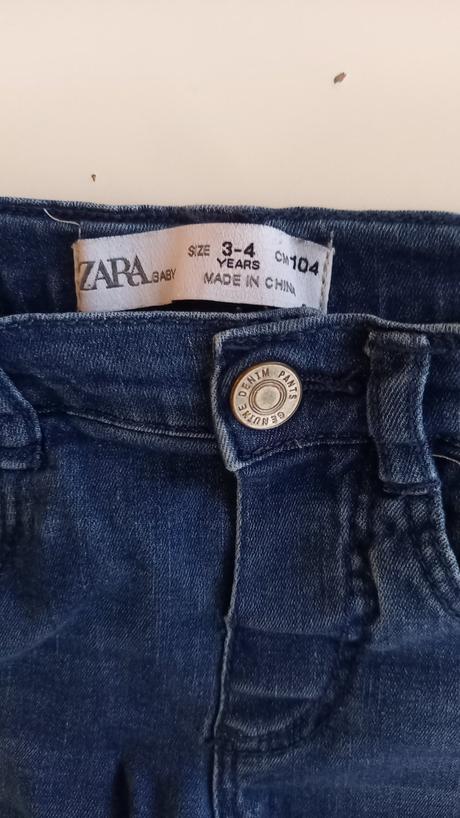 ZARA BABY
SIZE 3-4 YEARS CM 104
MADE IN CHINA
GENUINE DENIM PANTS